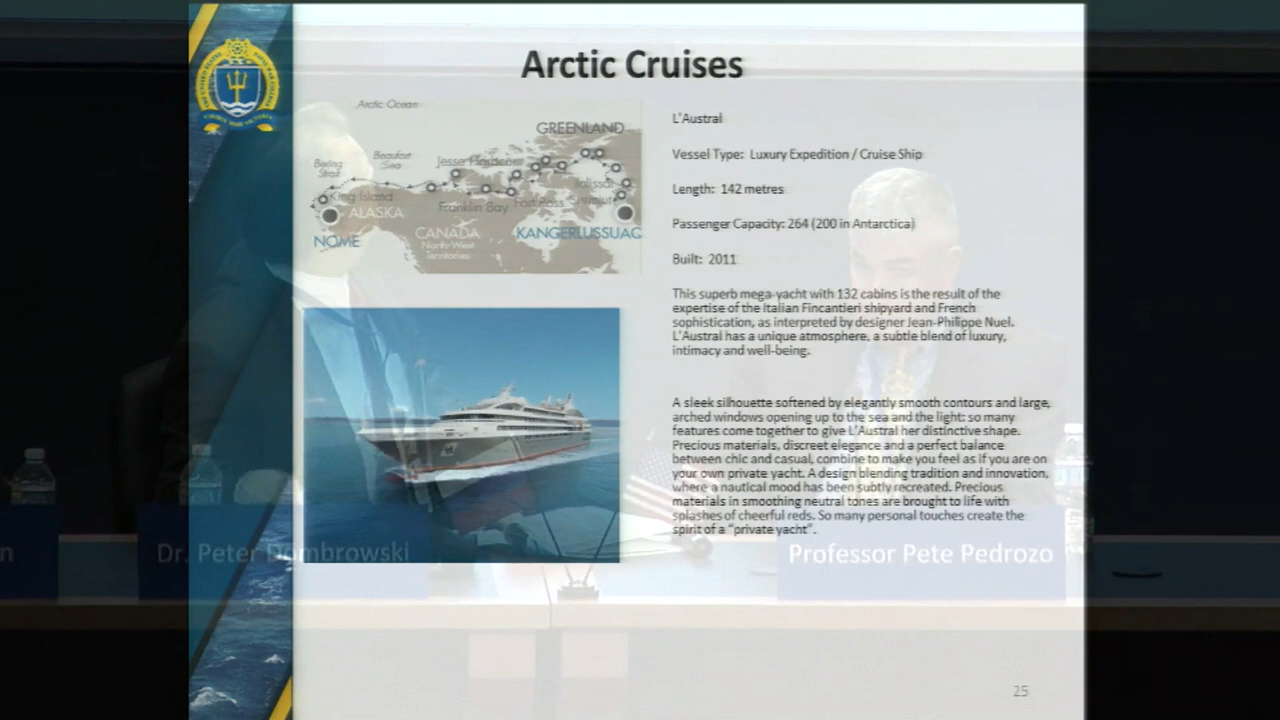 Arctic Cruises
Arctic Ocean
GREENLAND
Bering
Strait
Beaufort
Sea
King Island
ALASKA
Franklin Bay
Fort Ross
NOME
CANADA
North-West
Territories
KANGERLUSSUAC
L'Austral
Vessel Type: Luxury Expedition / Cruise Ship
Length: 142 metres
Passenger Capacity: 264 (200 in Antarctica)
Built: 2011
This superb mega-yacht with 132 cabins is the result of the
expertise of the Italian Fincantieri shipyard and French
sophistication, as interpreted by designer Jean-Philippe Nuel.
L'Austral has a unique atmosphere, a subtle blend of luxury,
intimacy and well-being.
A sleek silhouette softened by elegantly smooth contours and large,
arched windows opening up to the sea and the light: so many
features come together to give L'Austral her distinctive shape.
Precious materials, discreet elegance and a perfect balance
between chic and casual, combine to make you feel as if you are on
your own private yacht. A design blending tradition and innovation,
where a nautical mood has been subtly recreated. Precious
materials in smoothing neutral tones are brought to life with
splashes of cheerful reds. So many personal touches create the
spirit of a "private yacht".
Dr. Peter Dombrowski
Professor Pete Pedrozo
25